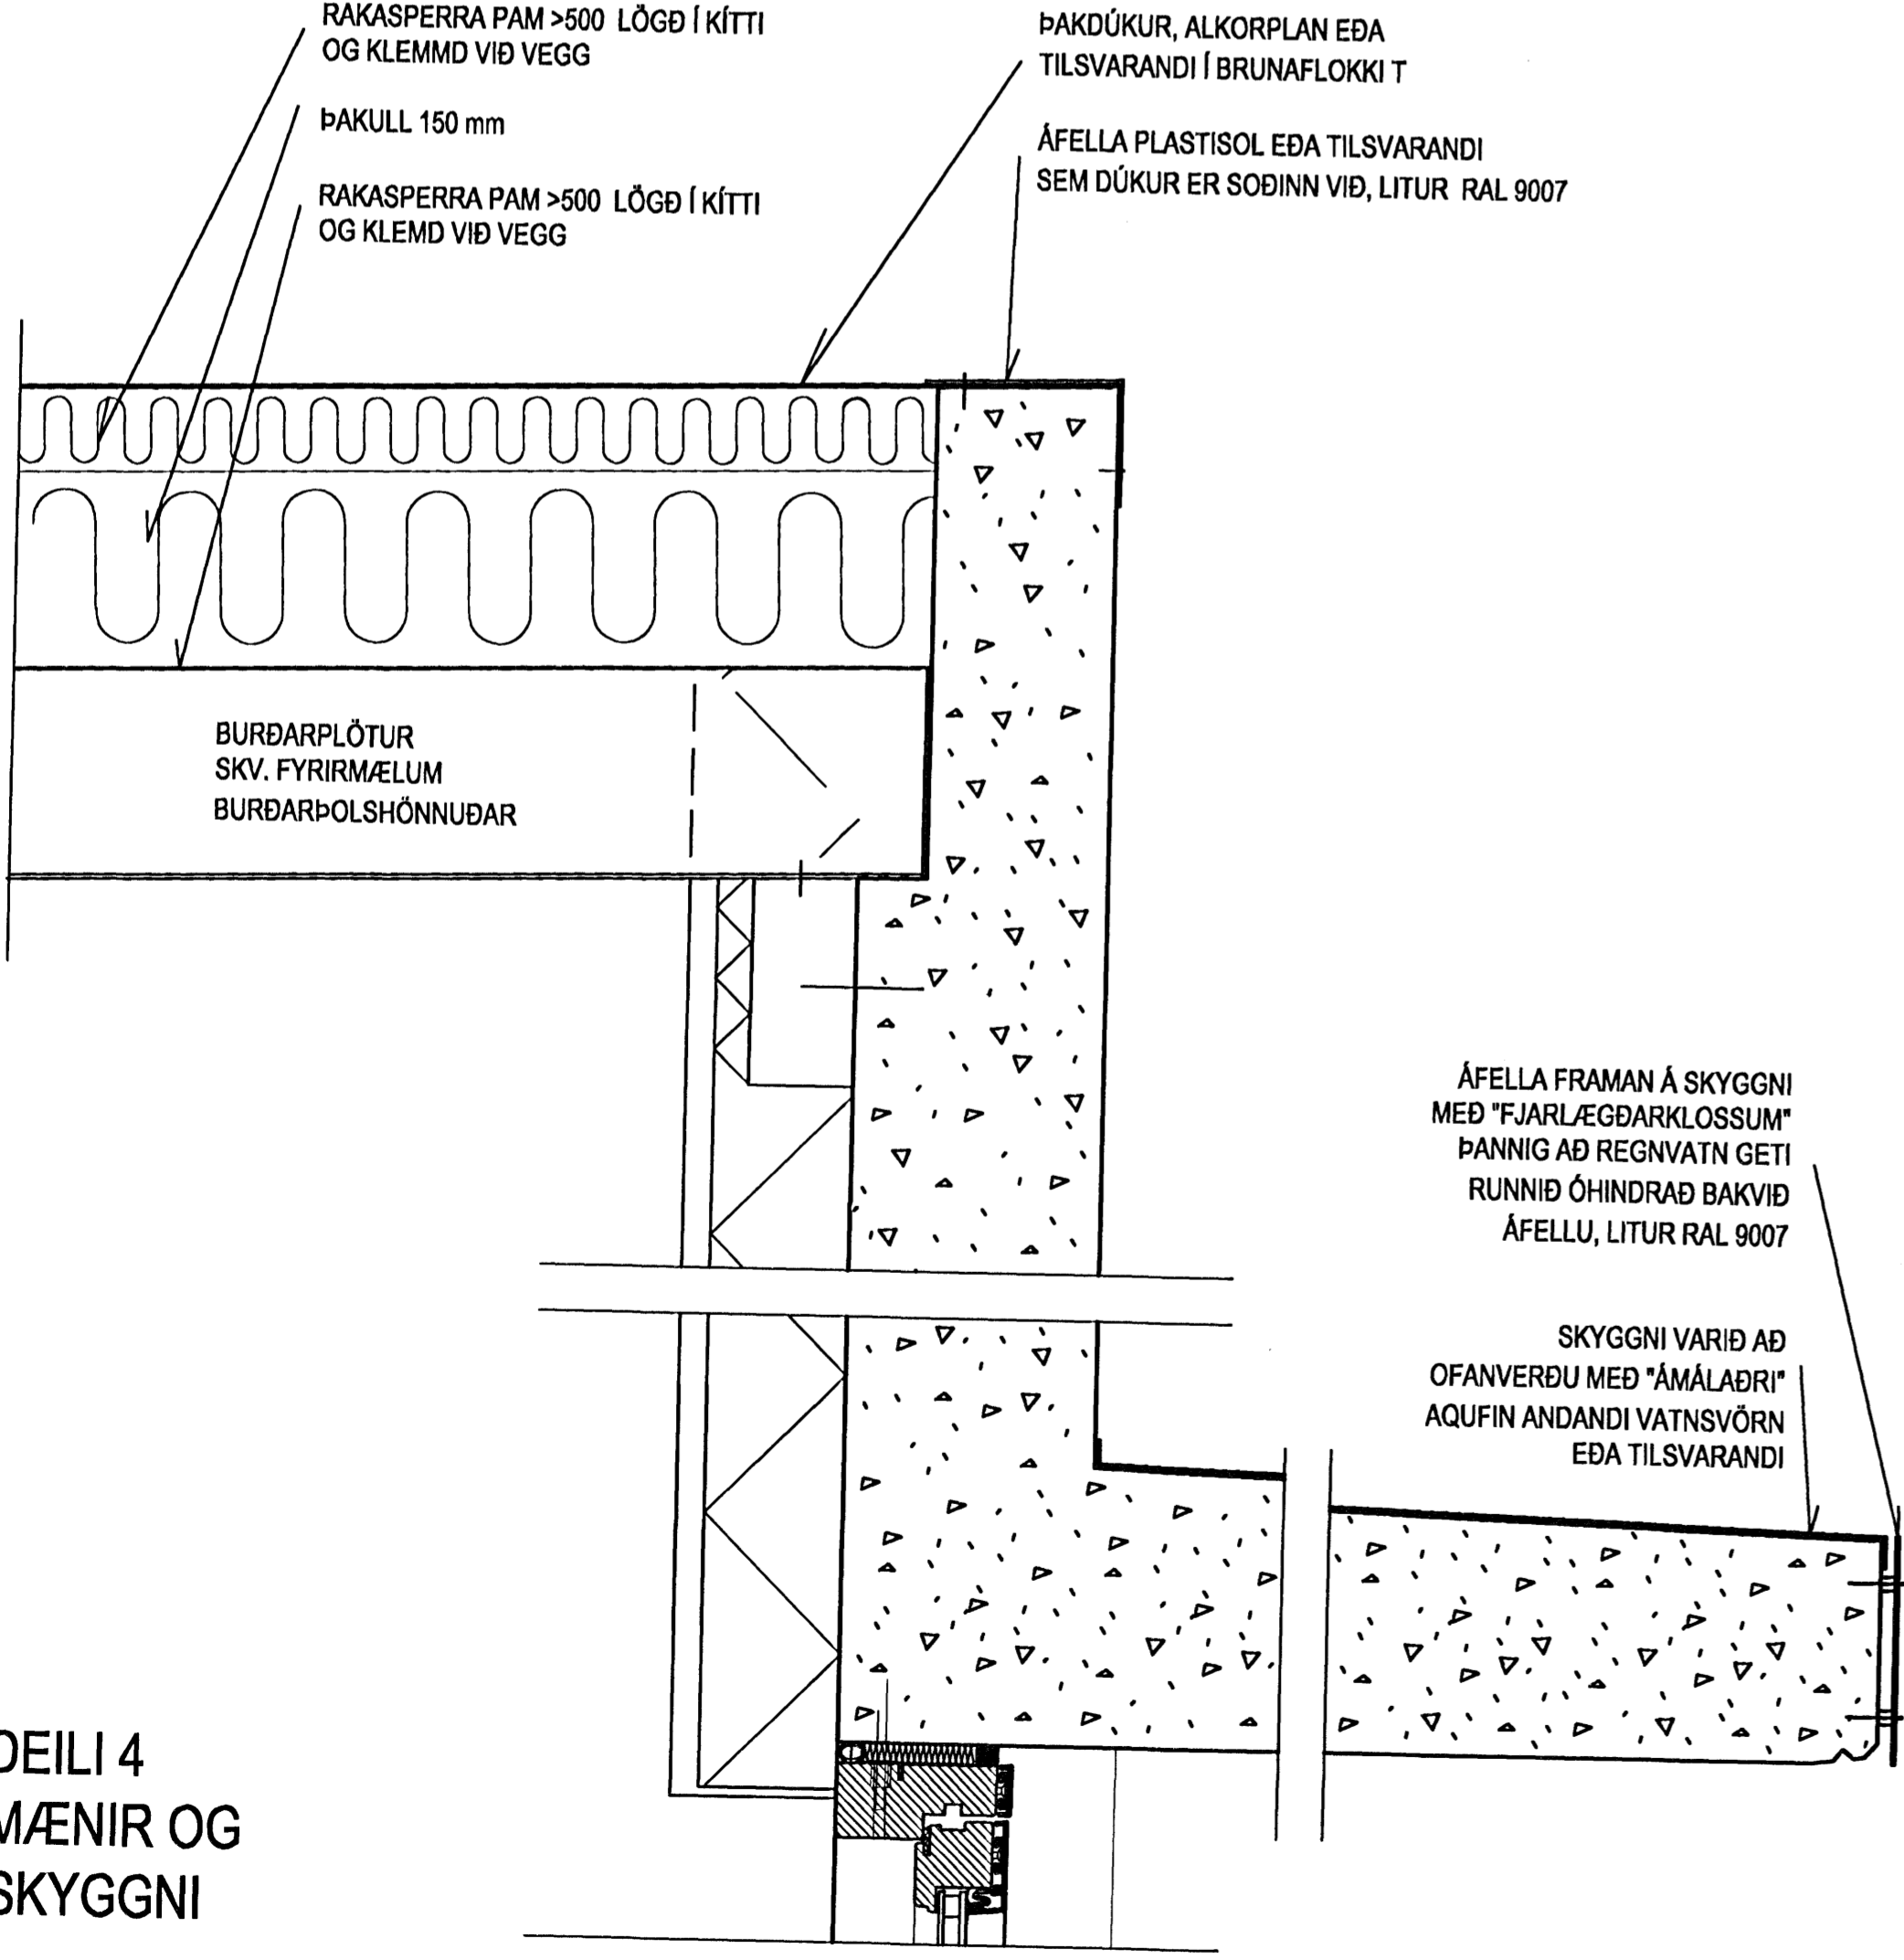 RAKASPERRA PAM >500 LÖGÐ Í KÍTTI
OG KLEMMD VIÐ VEGG
ÞAKULL 150 mm
RAKASPERRA PAM >500 LÖGÐ Í KÍTTI
OG KLEMD VIÐ VEGG
ÞAKDÚKUR, ALKORPLAN EÐA
TILSVARANDI Í BRUNAFLOKKI T
ÁFELLA PLASTISOL EÐA TILSVARANDI
SEM DÚKUR ER SOÐINN VIÐ, LITUR RAL 9007
BURÐARPLÖTUR
SKV. FYRIRMÆLUM
BURÐARÞOLSHÖNNUÐAR
ÁFELLA FRAMAN Á SKYGGNI
MEÐ "FJARLÆGÐARKLOSSUM"
ÞANNIG AÐ REGNVATN GETI
RUNNIÐ ÓHINDRAÐ BAKVIÐ
ÁFELLU, LITUR RAL 9007
SKYGGNI VARIÐ AÐ
OFANVERÐU MEÐ "ÁMÁLAÐRI"
AQUFIN ANDANDI VATNSVÖRN
EÐA TILSVARANDI
DEILI 4
MÆNIR OG
SKYGGNI